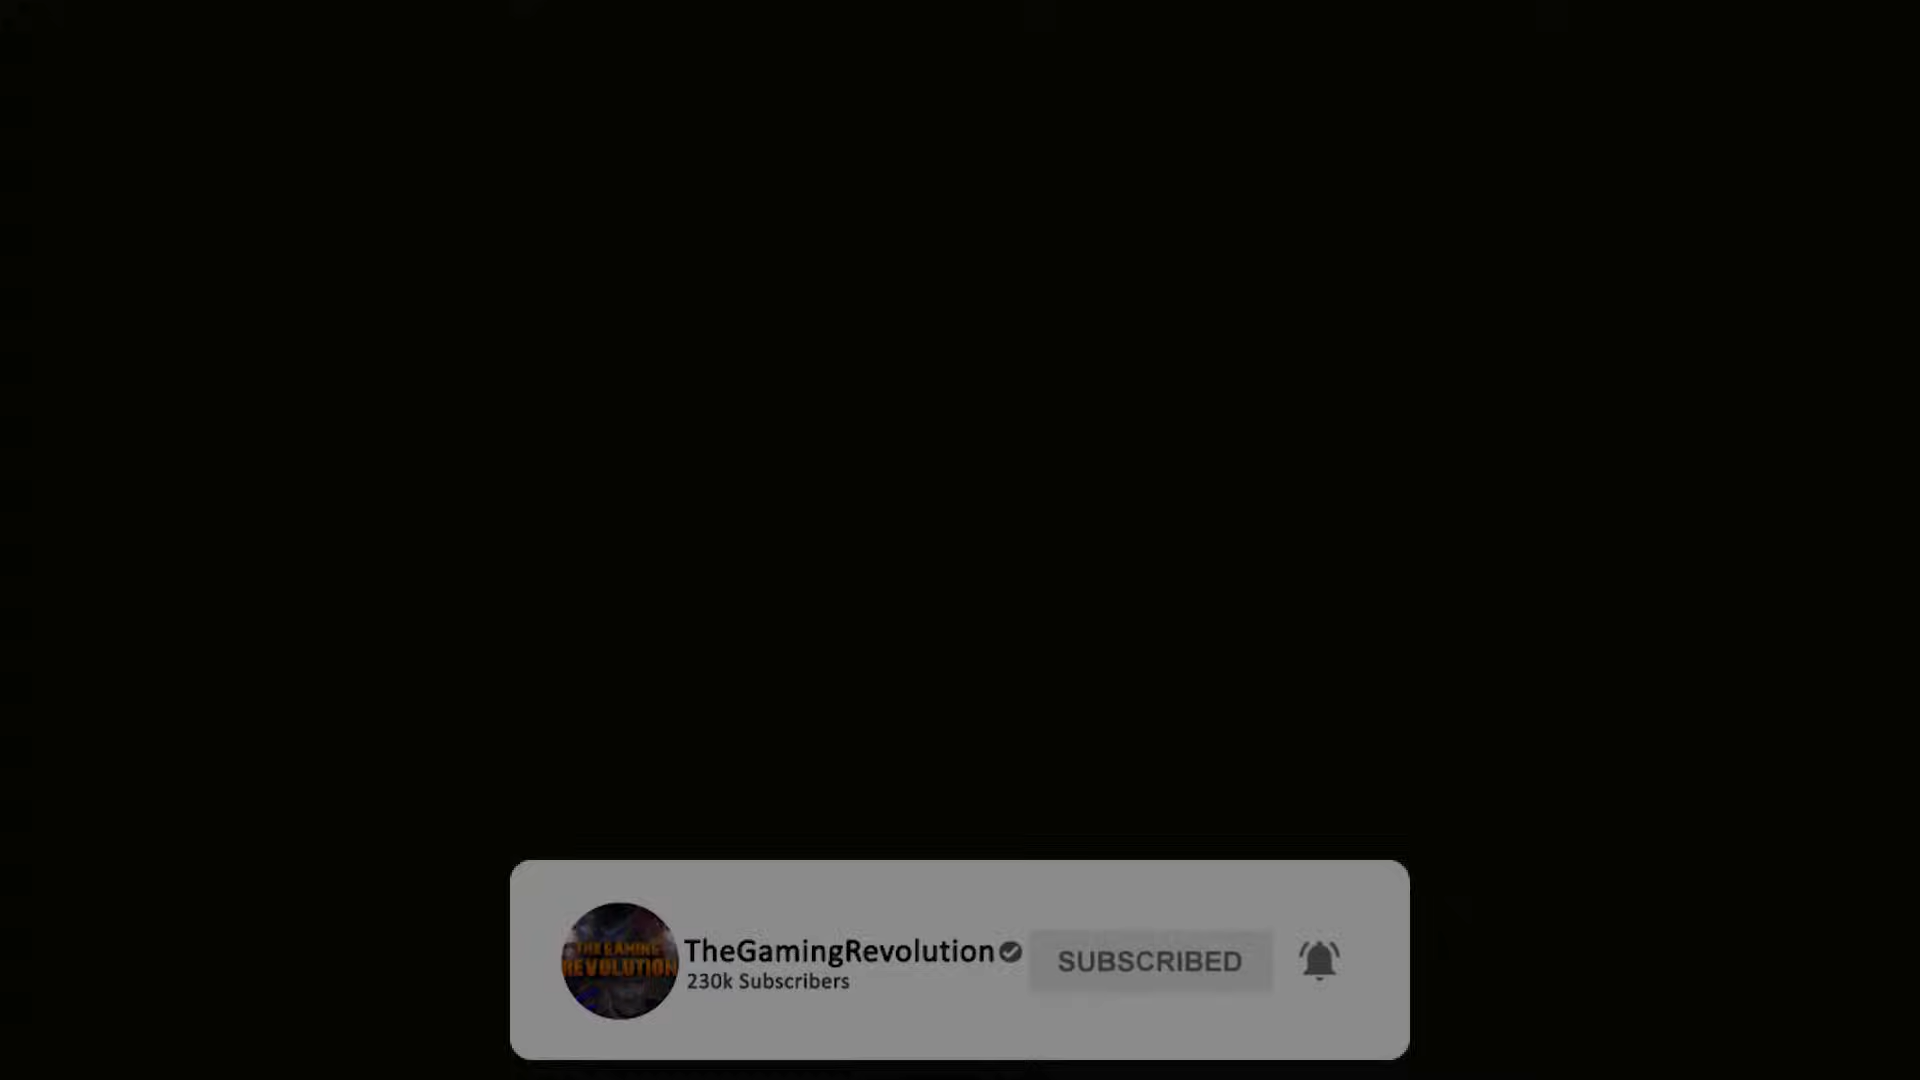 THE GAMING
REVOLUTION
TheGamingRevolution
230k Subscribers
SUBSCRIBED